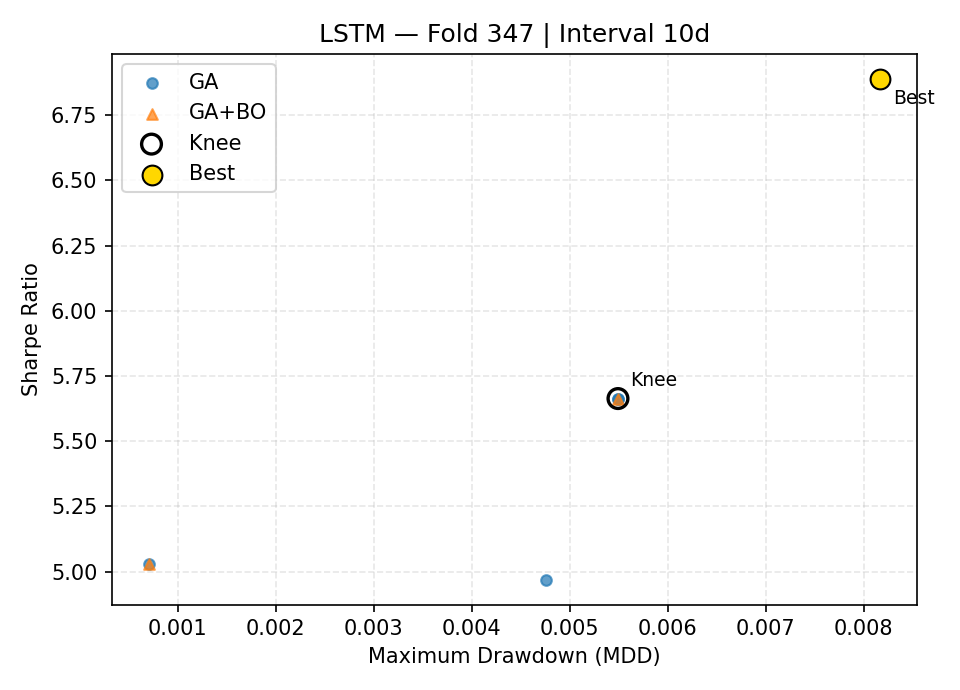 LSTM — Fold 347 | Interval 10d
GA
GA+BO
Knee
Best
Best
Knee
Sharpe Ratio
6.75
6.50
6.25
6.00
5.75
5.50
5.25
5.00
0.001 0.002 0.003 0.004 0.005 0.006 0.007 0.008
Maximum Drawdown (MDD)